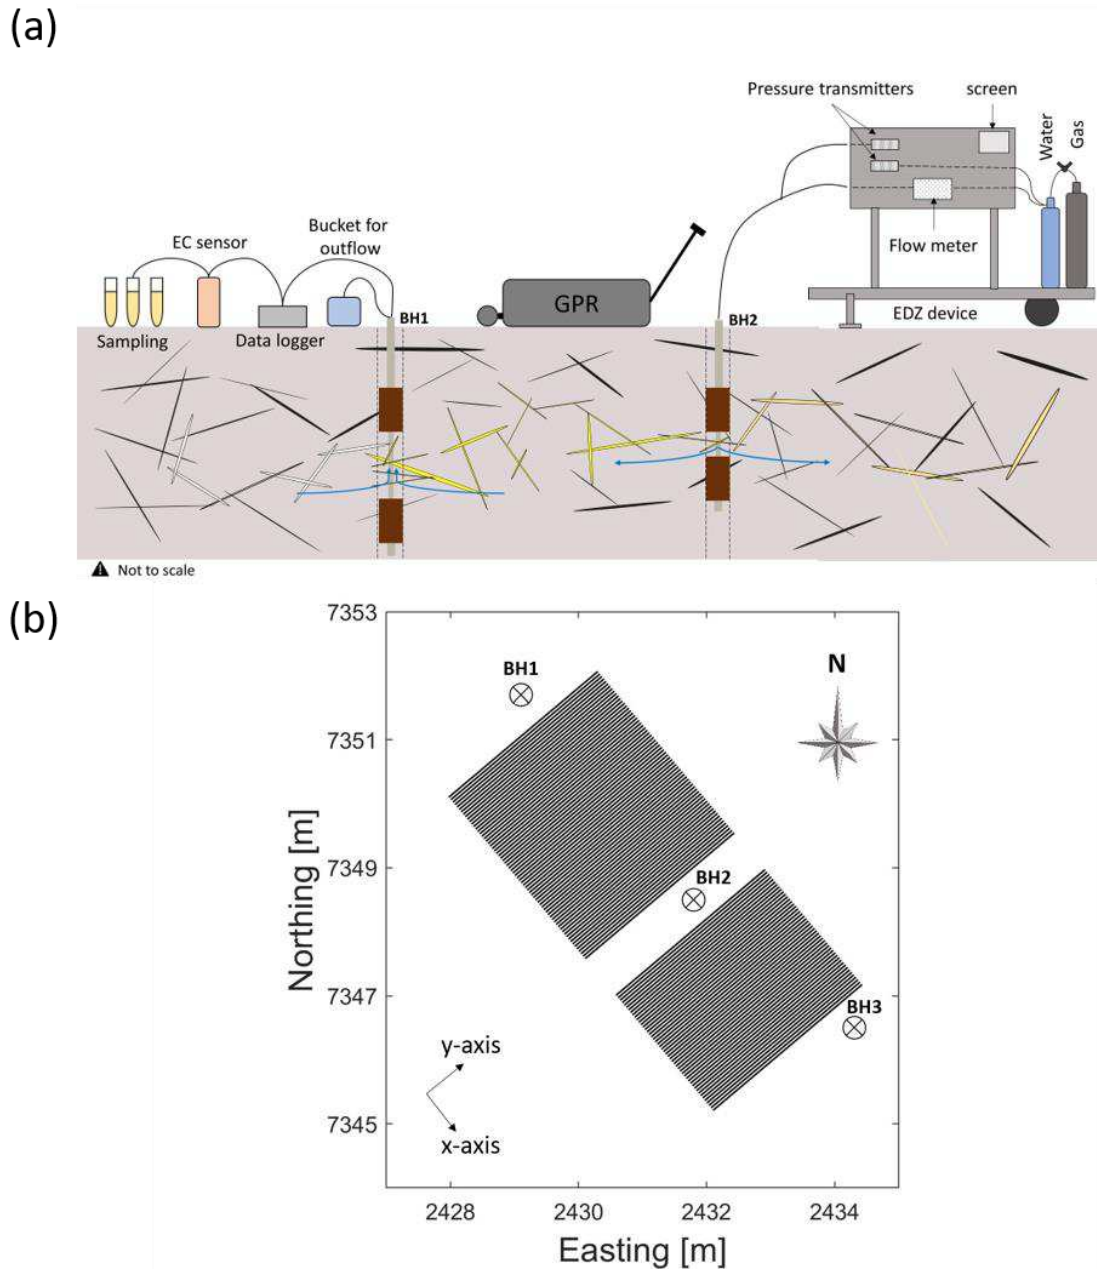 (a)
Pressure transmitters
screen
Water
Gas
Bucket for
outflow
EC sensor
Flow meter
GPR
BH1
BH2
EDZ device
Sampling
Data logger
Not to scale
(b)
7353
7351
7349
7347
7345
Northing [m]
BH1
N
BH2
BH3
y-axis
x-axis
2428
2430
2432
2434
Easting [m]